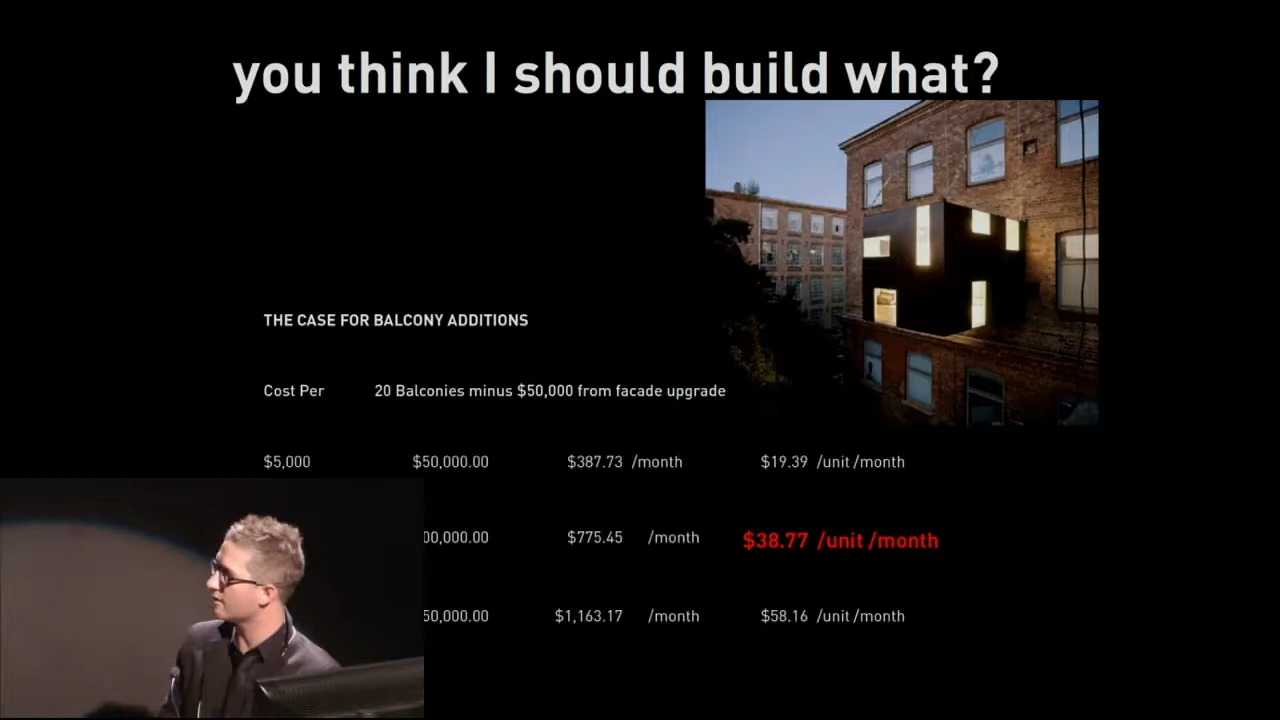 you think I should build what?
THE CASE FOR BALCONY ADDITIONS
Cost Per 20 Balconies minus $50,000 from facade upgrade
$5,000 $50,000.00 $387.73 /month $19.39 /unit /month
00,000.00 $775.45 /month $38.77 /unit /month
50,000.00 $1,163.17 /month $58.16 /unit /month